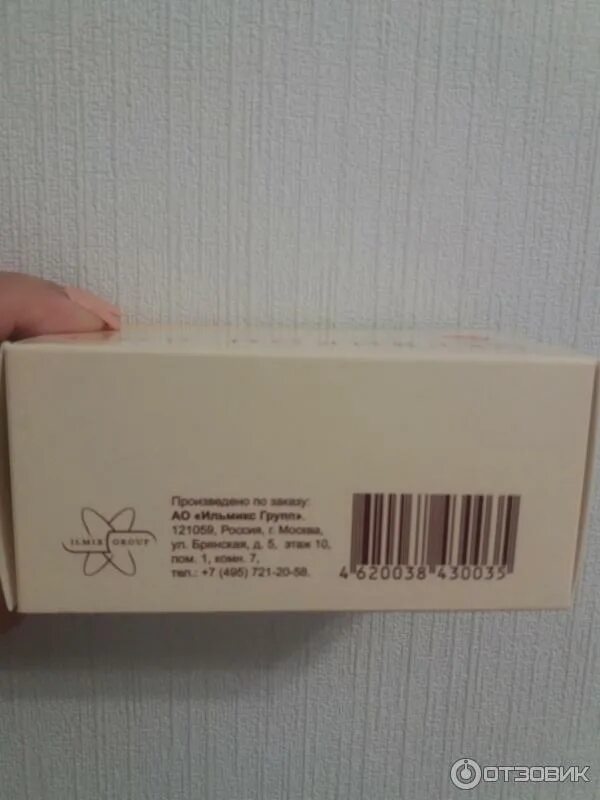 Произведено по заказу:
АО «Ильмикс Групп».
121059, Россия, г. Москва,
ул. Брянская, д. 5, этаж 10,
пом. 1, комн. 7,
тел.: +7 (495) 721-20-58.
ILMIX GROUP
4 620038 430035
ОТЗОВИК